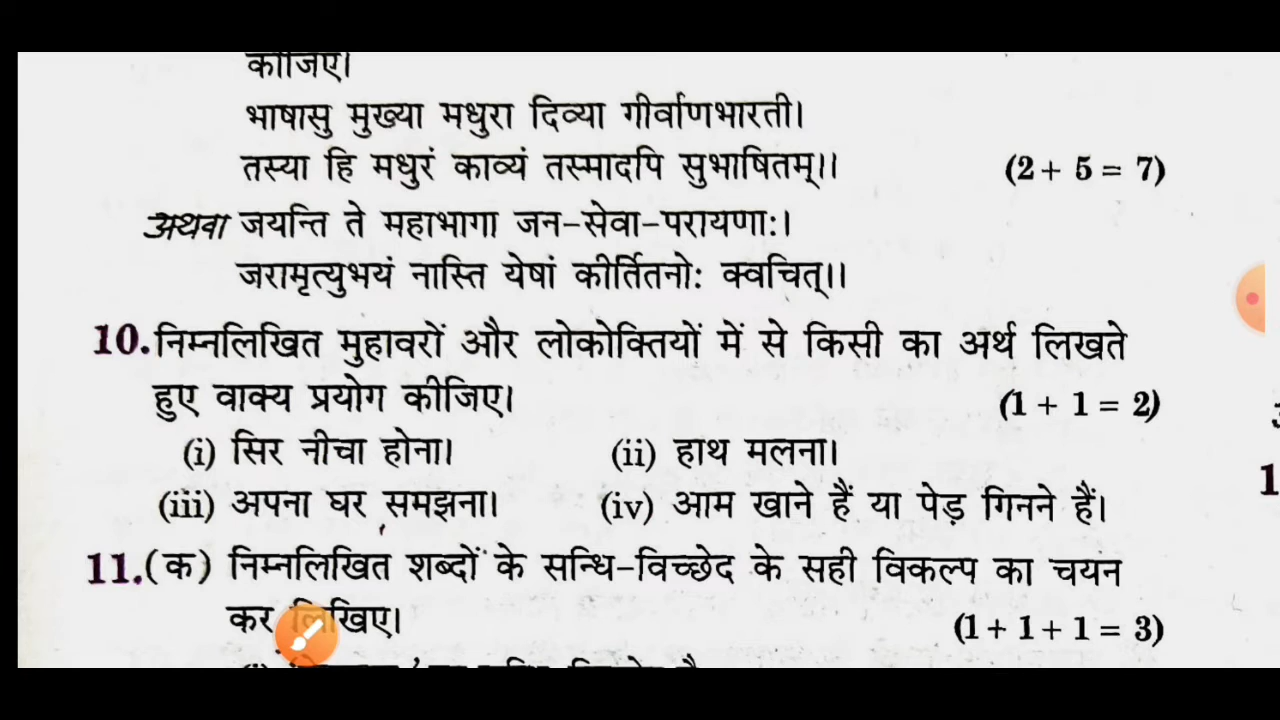 कीजिए।
भाषासु मुख्या मधुरा दिव्या गीर्वाणभारती।
तस्या हि मधुरं काव्यं तस्मादपि सुभाषितम्।। (2 + 5 = 7)
अथवा जयन्ति ते महाभागा जन-सेवा-परायणाः।
जरामृत्युभयं नास्ति येषां कीर्तितनोः क्वचित्।।
10. निम्नलिखित मुहावरों और लोकोक्तियों में से किसी का अर्थ लिखते
हुए वाक्य प्रयोग कीजिए। (1 + 1 = 2)
(i) सिर नीचा होना। (ii) हाथ मलना।
(iii) अपना घर समझना। (iv) आम खाने हैं या पेड़ गिनने हैं।
11. (क) निम्नलिखित शब्दों के सन्धि-विच्छेद के सही विकल्प का चयन
कर लिखिए। (1 + 1 + 1 = 3)